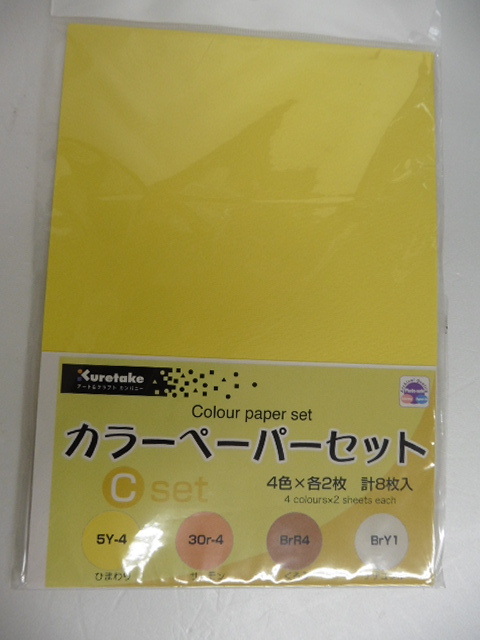 Kuretake
アート&クラフト カンパニー
Colour paper set
カラーペーパーセット
C set
4色×各2枚 計8枚入
4 colours×2 sheets each
5Y-4
3Or-4
BrR4
BrY1
ひまわり